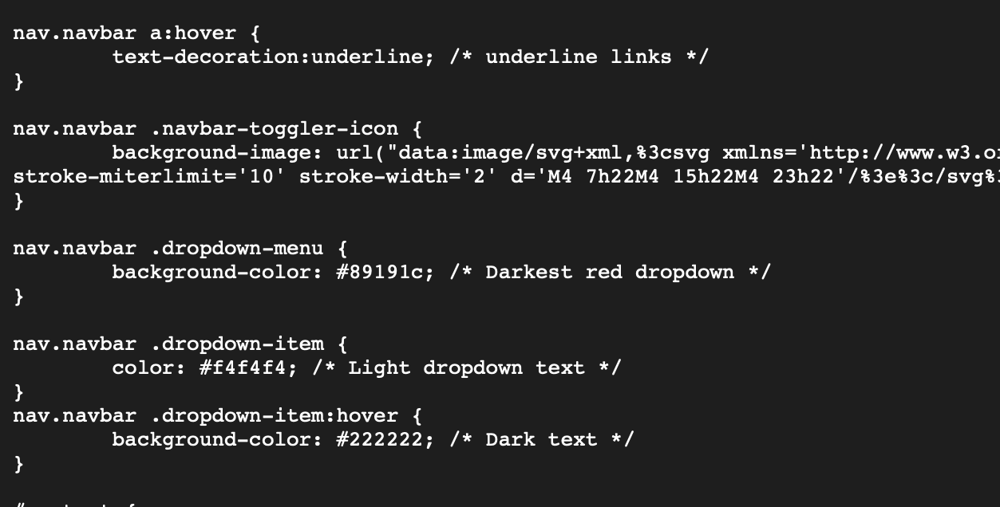 nav.navbar a:hover {
text-decoration:underline; /* underline links */
}
nav.navbar .navbar-toggler-icon {
background-image: url("data:image/svg+xml,%3csvg xmlns='http://www.w3.or
stroke-miterlimit='10' stroke-width='2' d='M4 7h22M4 15h22M4 23h22'/%3e%3c/svg%3
}
nav.navbar .dropdown-menu {
background-color: #89191c; /* Darkest red dropdown */
}
nav.navbar .dropdown-item {
color: #f4f4f4; /* Light dropdown text */
}
nav.navbar .dropdown-item:hover {
background-color: #222222; /* Dark text */
}